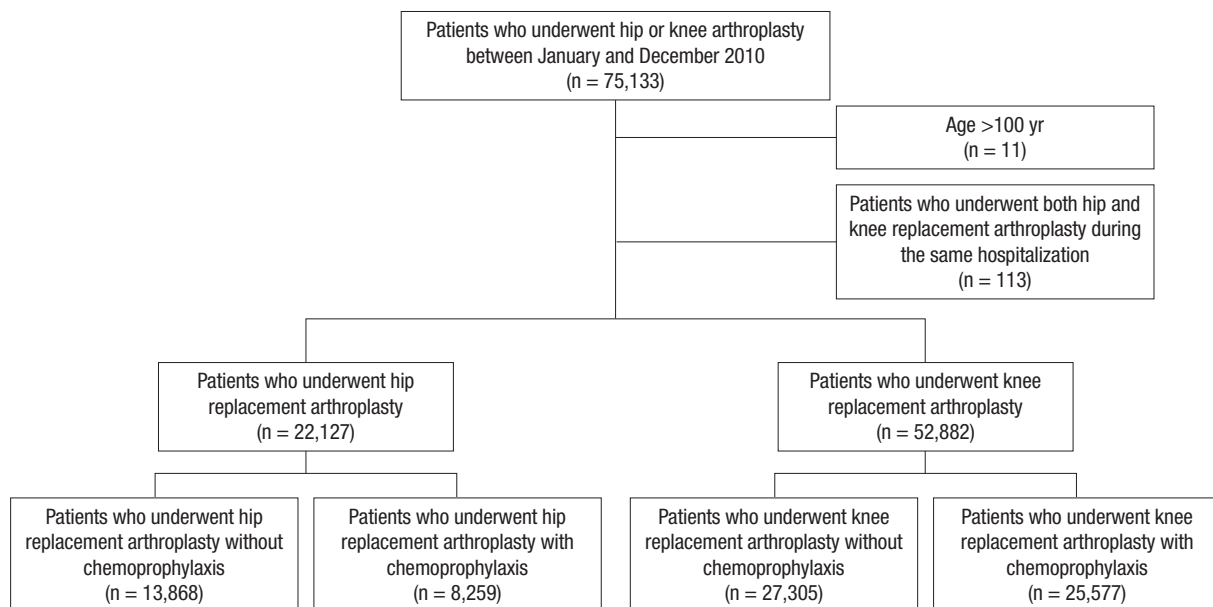 Patients who underwent hip or knee arthroplasty
between January and December 2010
(n = 75,133)
Age >100 yr
(n = 11)
Patients who underwent both hip and
knee replacement arthroplasty during
the same hospitalization
(n = 113)
Patients who underwent hip
replacement arthroplasty
(n = 22,127)
Patients who underwent knee
replacement arthroplasty
(n = 52,882)
Patients who underwent hip
replacement arthroplasty without
chemoprophylaxis
(n = 13,868)
Patients who underwent hip
replacement arthroplasty with
chemoprophylaxis
(n = 8,259)
Patients who underwent knee
replacement arthroplasty without
chemoprophylaxis
(n = 27,305)
Patients who underwent knee
replacement arthroplasty with
chemoprophylaxis
(n = 25,577)